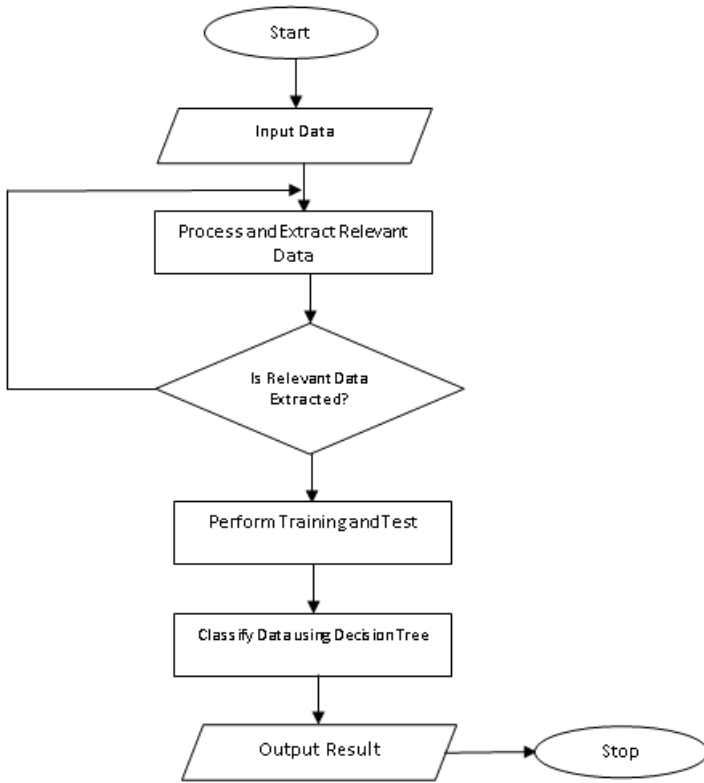 Start
Input Data
Process and Extract Relevant
Data
Is Relevant Data
Extracted?
Perform Training and Test
Classify Data using Decision Tree
Output Result
Stop